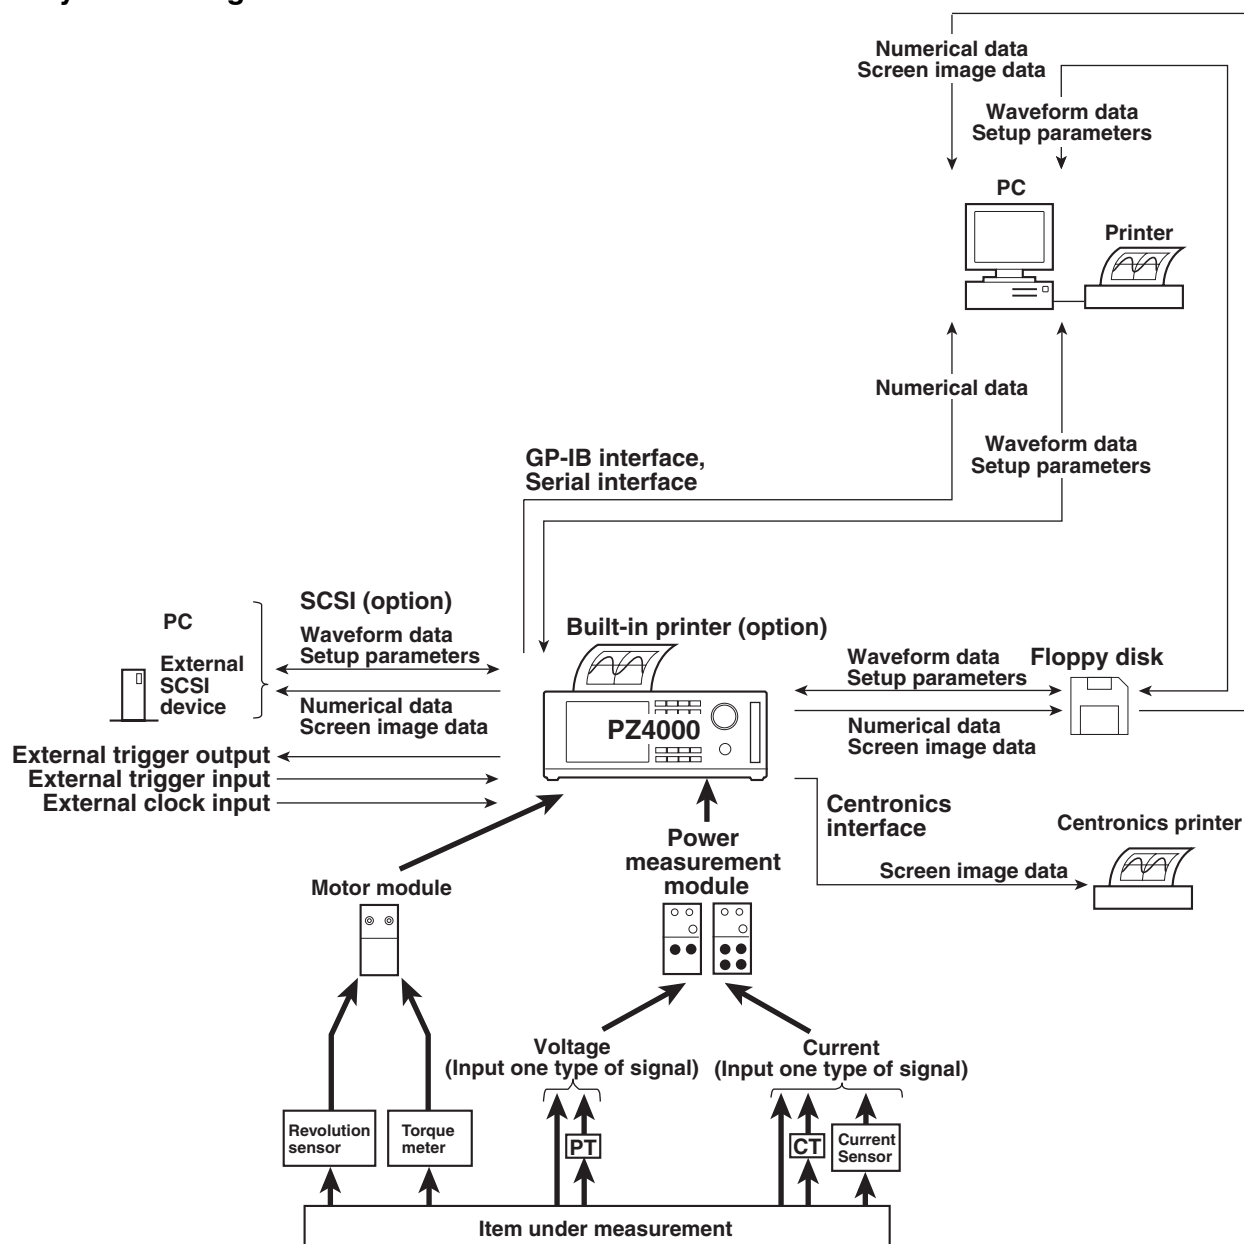 Numerical data
Screen image data
Waveform data
Setup parameters
PC
Printer
Numerical data
Waveform data
Setup parameters
GP-IB interface,
Serial interface
SCSI (option)
PC
Waveform data
Setup parameters
External
SCSI
device
Numerical data
Screen image data
Built-in printer (option)
PZ4000
Waveform data
Setup parameters
Floppy disk
Numerical data
Screen image data
External trigger output
External trigger input
External clock input
Centronics
interface
Centronics printer
Screen image data
Motor module
Power
measurement
module
Voltage
(Input one type of signal)
Current
(Input one type of signal)
Revolution
sensor
Torque
meter
PT
CT
Current
Sensor
Item under measurement